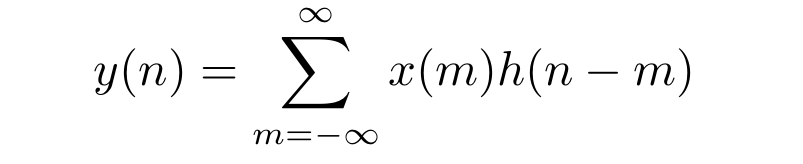 y(n) = \sum_{m=-\infty}^{\infty} x(m)h(n - m)